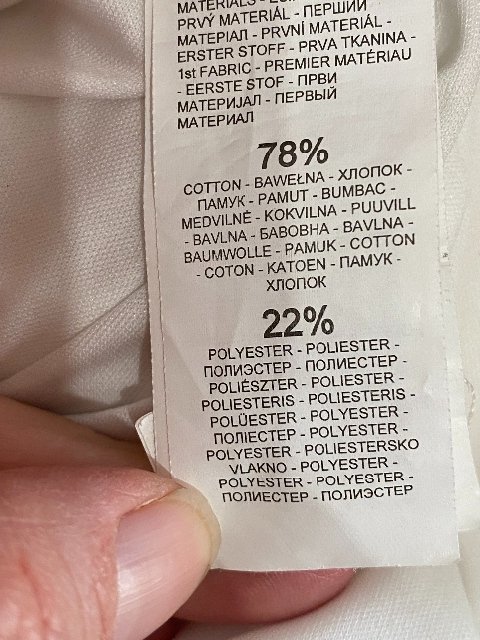 MATERIALS -
PRVÝ MATERIÁL - ПЕРШИЙ
МАТЕРІАЛ - PRVNÍ MATERIÁL -
ERSTER STOFF - PRVA TKANINA -
1st FABRIC - PREMIER MATÉRIAU
- EERSTE STOF - ПРВИ
МАТЕРИЈАЛ - ПЕРВЫЙ
МАТЕРИАЛ
78%
COTTON - BAWEŁNA - ХЛОПОК -
ПАМУК - PAMUT - BUMBAC -
MEDVILNĖ - KOKVILNA - PUUVILL
- BAVLNA - БАВОВНА - BAVLNA -
BAUMWOLLE - PAMUK - COTTON
- COTON - KATOEN - ПАМУК -
ХЛОПОК
22%
POLYESTER - POLIESTER -
ПОЛИЭСТЕР - ПОЛИЕСТЕР -
POLIÉSZTER - POLIESTER -
POLIESTERIS - POLIESTERIS -
POLÜESTER - POLYESTER -
ПОЛІЕСТЕР - POLYESTER -
POLYESTER - POLIESTERSKO
VLAKNO - POLYESTER -
POLYESTER - POLYESTER -
ПОЛИЕСТЕР - ПОЛИЭСТЕР